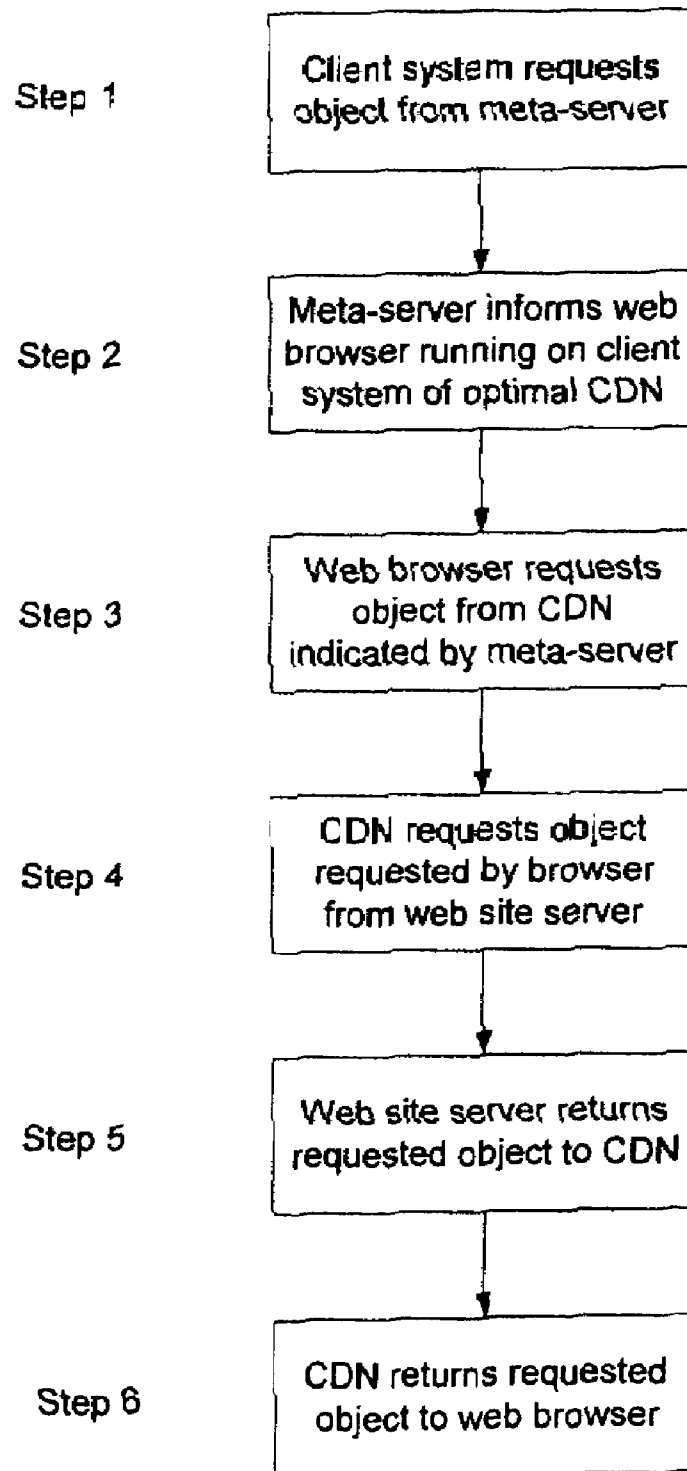 Step 1
Client system requests
object from meta-server
Step 2
Meta-server informs web
browser running on client
system of optimal CDN
Step 3
Web browser requests
object from CDN
indicated by meta-server
Step 4
CDN requests object
requested by browser
from web site server
Step 5
Web site server returns
requested object to CDN
Step 6
CDN returns requested
object to web browser